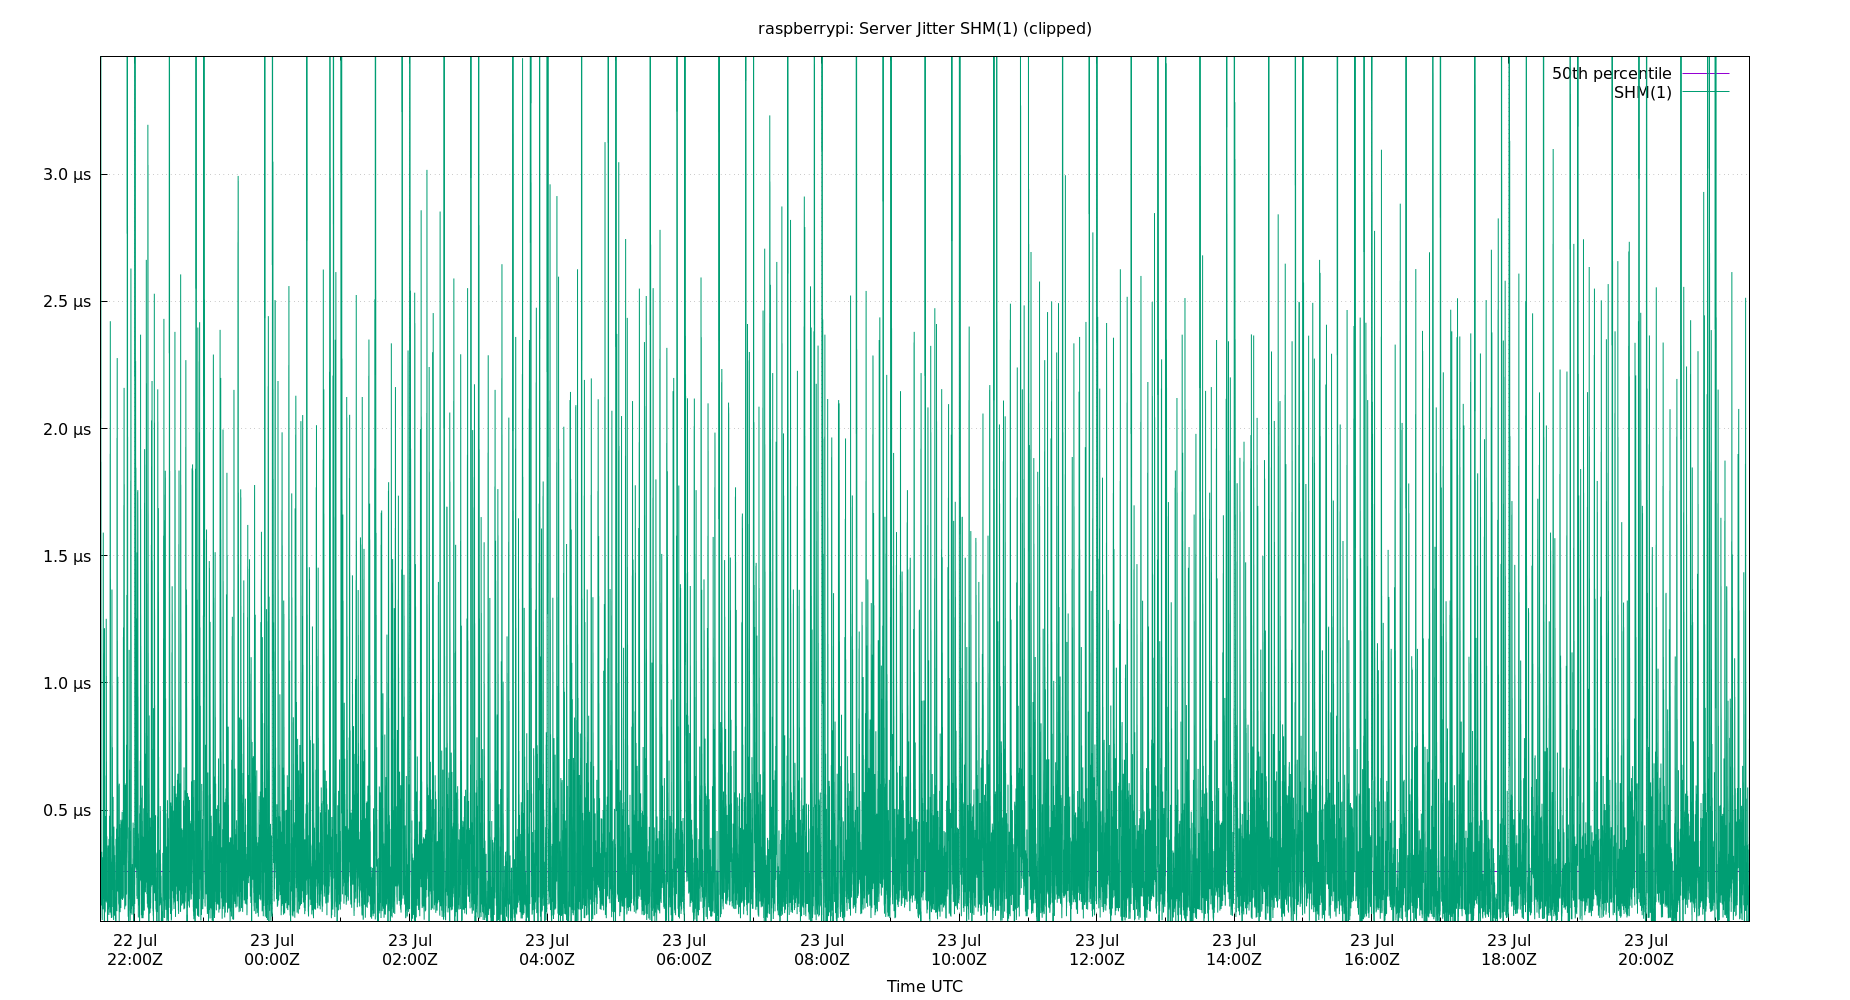 raspberrypi: Server Jitter SHM(1) (clipped)
50th percentile
SHM(1)
3.0 µs
2.5 µs
2.0 µs
1.5 µs
1.0 µs
0.5 µs
22 Jul 23 Jul 23 Jul 23 Jul 23 Jul 23 Jul 23 Jul 23 Jul 23 Jul 23 Jul 23 Jul 23 Jul
22:00Z 00:00Z 02:00Z 04:00Z 06:00Z 08:00Z 10:00Z 12:00Z 14:00Z 16:00Z 18:00Z 20:00Z
Time UTC